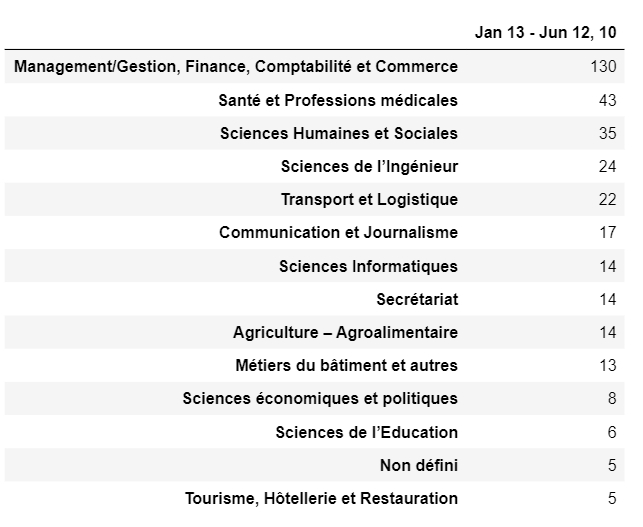 Jan 13 - Jun 12, 10
Management/Gestion, Finance, Comptabilité et Commerce 130
Santé et Professions médicales 43
Sciences Humaines et Sociales 35
Sciences de l’Ingénieur 24
Transport et Logistique 22
Communication et Journalisme 17
Sciences Informatiques 14
Secrétariat 14
Agriculture – Agroalimentaire 14
Métiers du bâtiment et autres 13
Sciences économiques et politiques 8
Sciences de l’Education 6
Non défini 5
Tourisme, Hôtellerie et Restauration 5